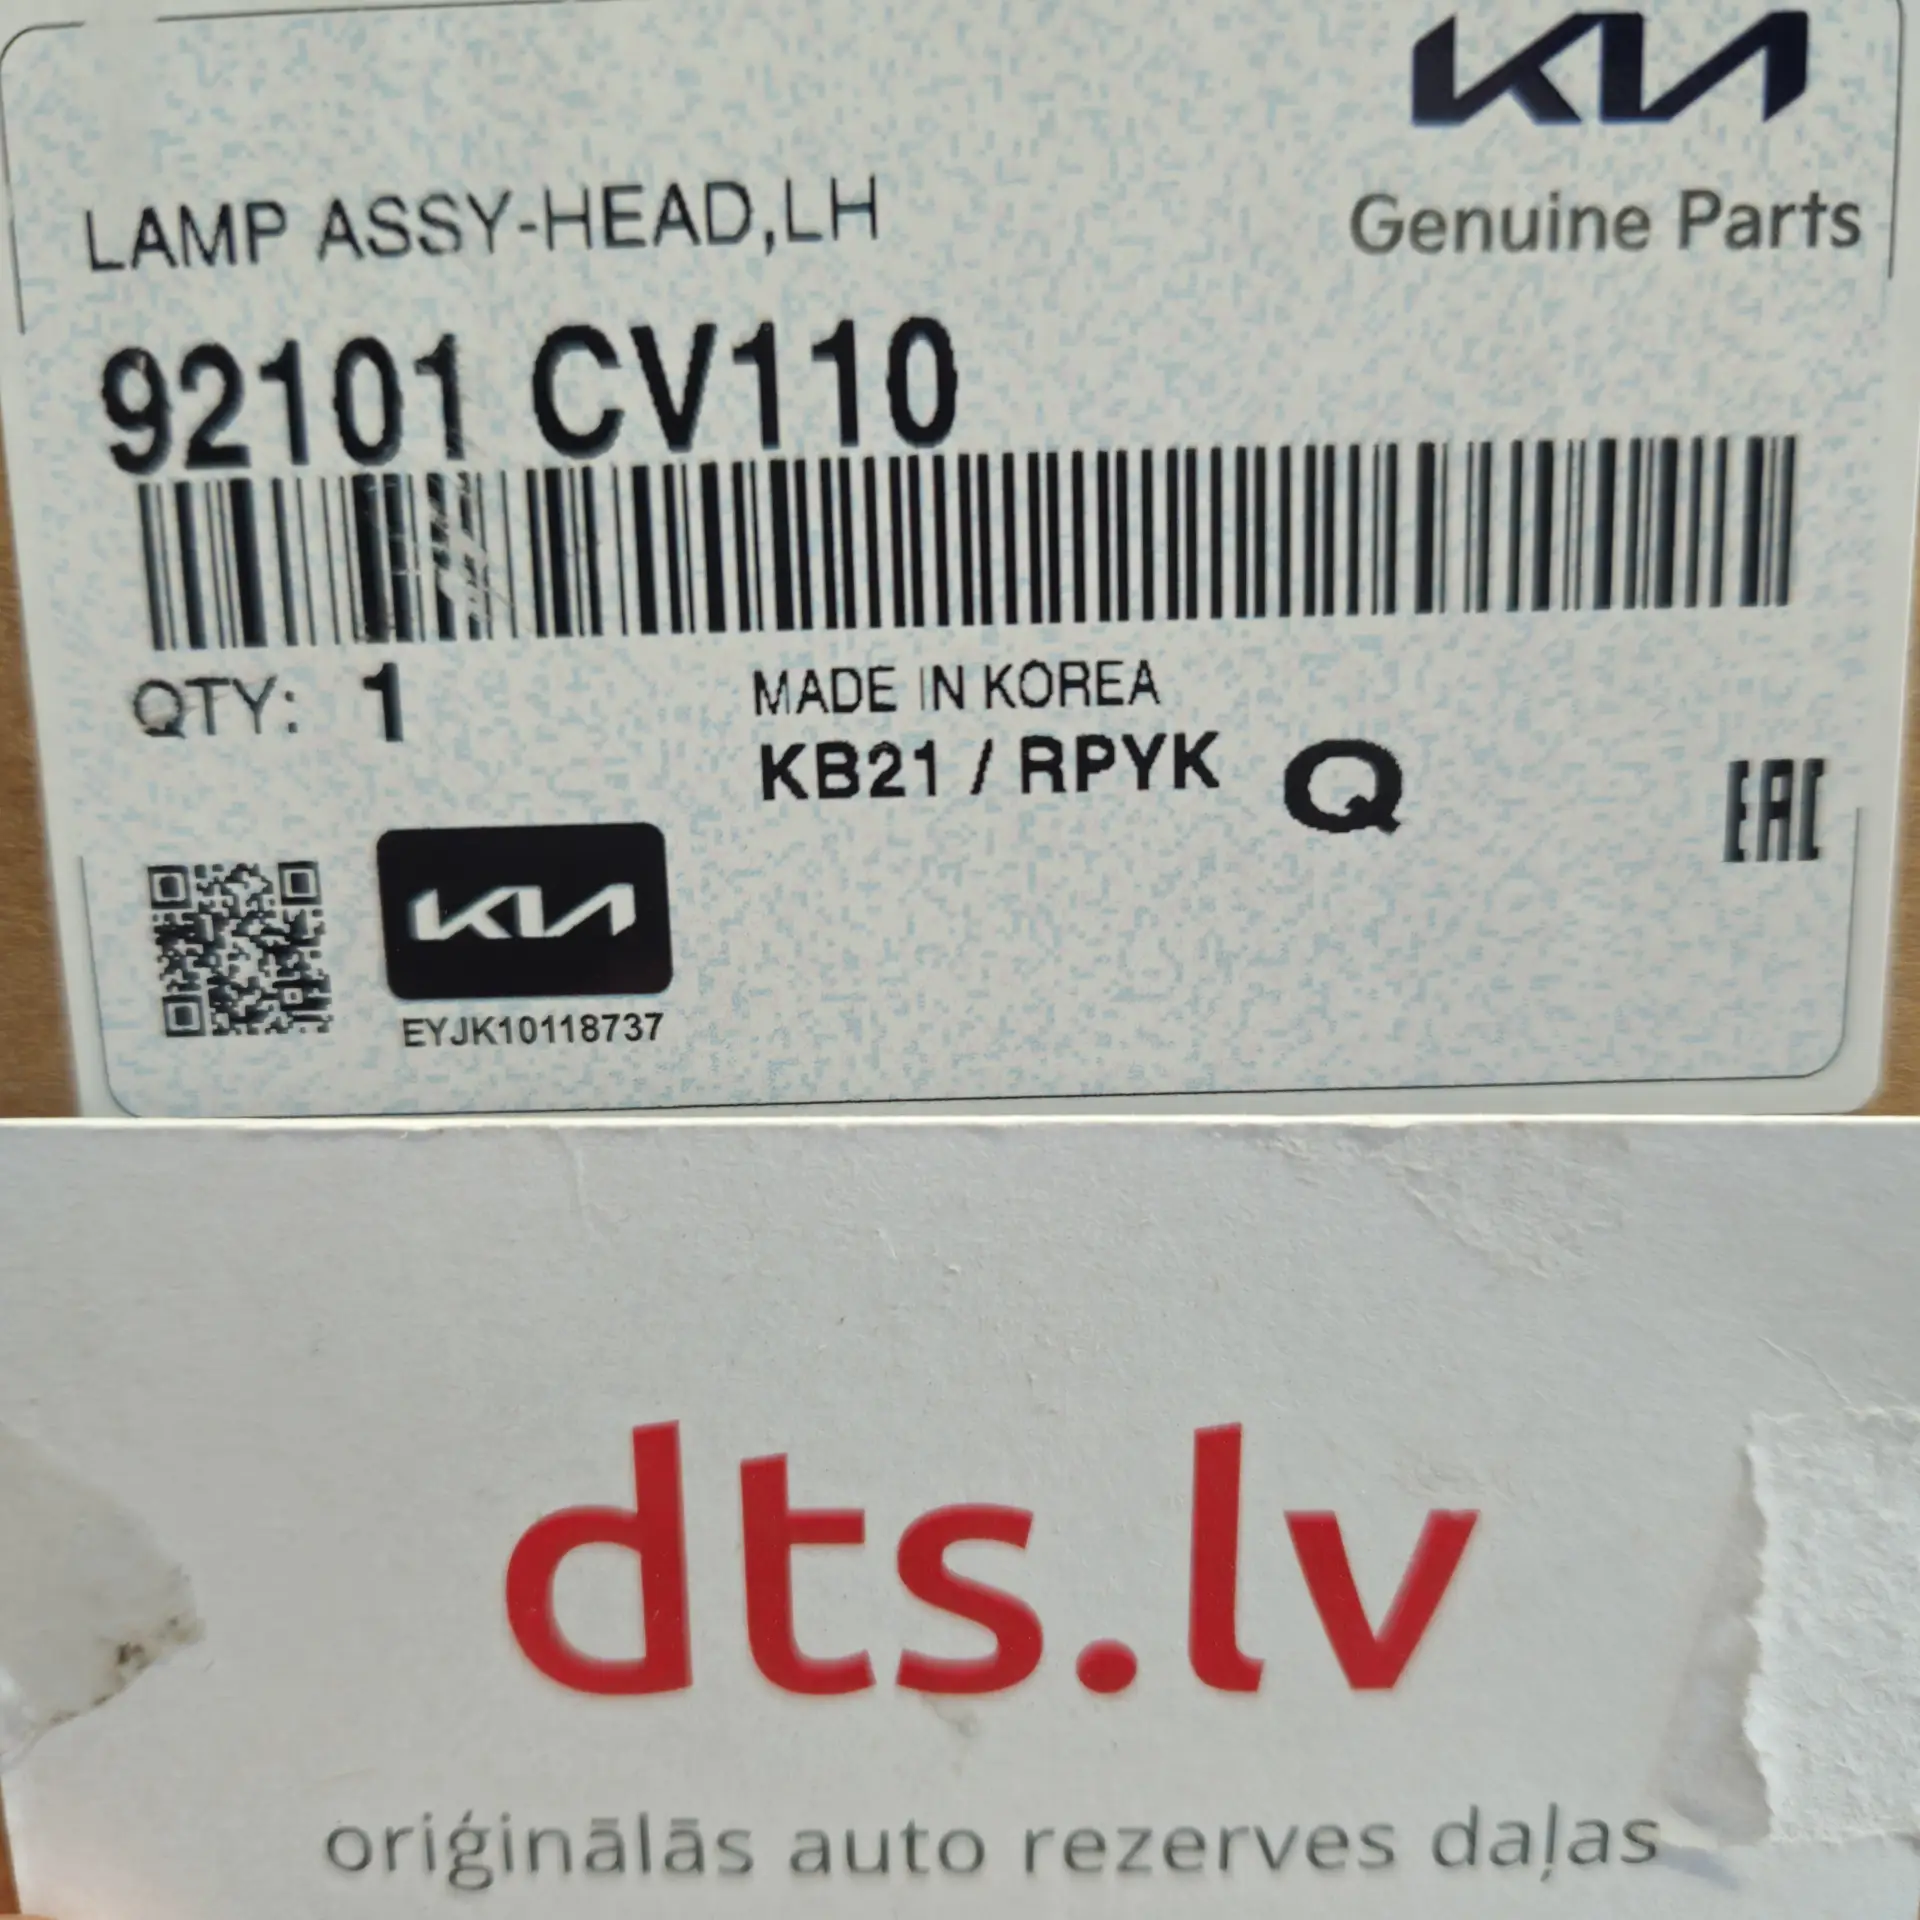 KIA
Genuine Parts
LAMP ASSY-HEAD,LH
92101 CV110
QTY: 1
MADE IN KOREA
KB21 / RPYK Q
EAC
KIA
EYJK10118737
dts.lv
oriģinālās auto rezerves daļas